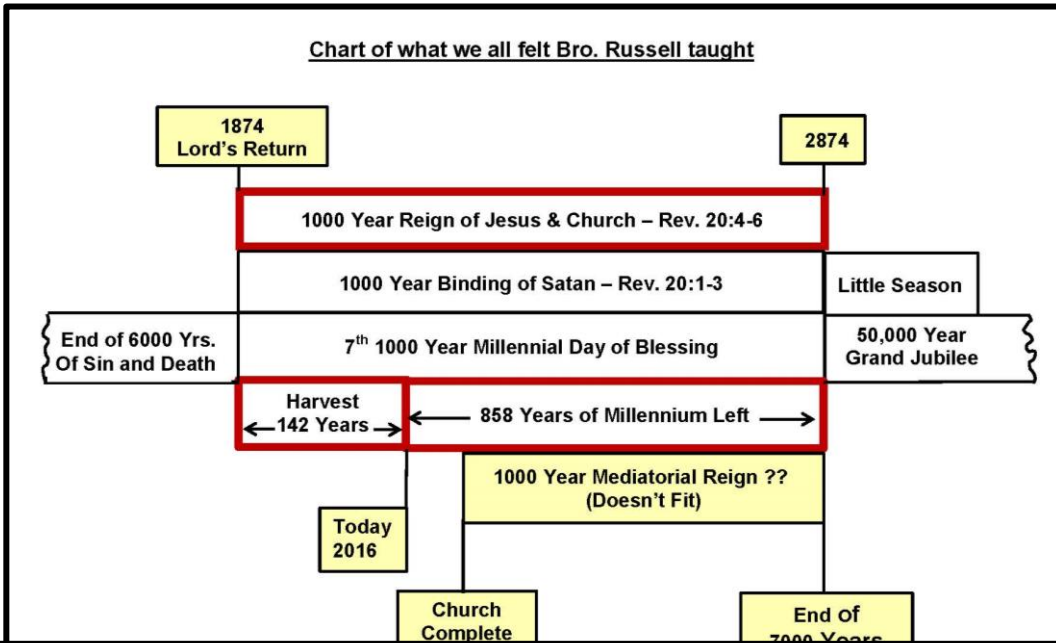 Chart of what we all felt Bro. Russell taught
1874
Lord's Return
2874
1000 Year Reign of Jesus & Church – Rev. 20:4-6
1000 Year Binding of Satan – Rev. 20:1-3
Little Season
End of 6000 Yrs.
Of Sin and Death
7th 1000 Year Millennial Day of Blessing
50,000 Year
Grand Jubilee
Harvest
142 Years
858 Years of Millennium Left
1000 Year Mediatorial Reign ??
(Doesn't Fit)
Today
2016
Church
Complete
End of
7000 Years